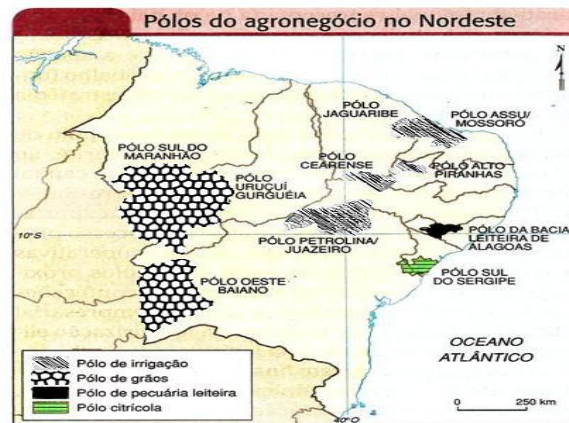 Pólos do agronegócio no Nordeste
N
PÓLO
JAGUARIBE
PÓLO ASSU/
MOSSORÓ
PÓLO SUL DO
MARANHÃO
PÓLO
CEARENSE
PÓLO ALTO
PIRANHAS
PÓLO
URUÇUÍ
GURGUÉIA
10°S
PÓLO PETROLINA/
JUAZEIRO
PÓLO DA BACIA
LEITEIRA DE
ALAGOAS
PÓLO OESTE
BAIANO
PÓLO SUL
DO SERGIPE
OCEANO
ATLÂNTICO
Pólo de irrigação
Pólo de grãos
Pólo de pecuária leiteira
Pólo citrícola
40°O
0 250 km